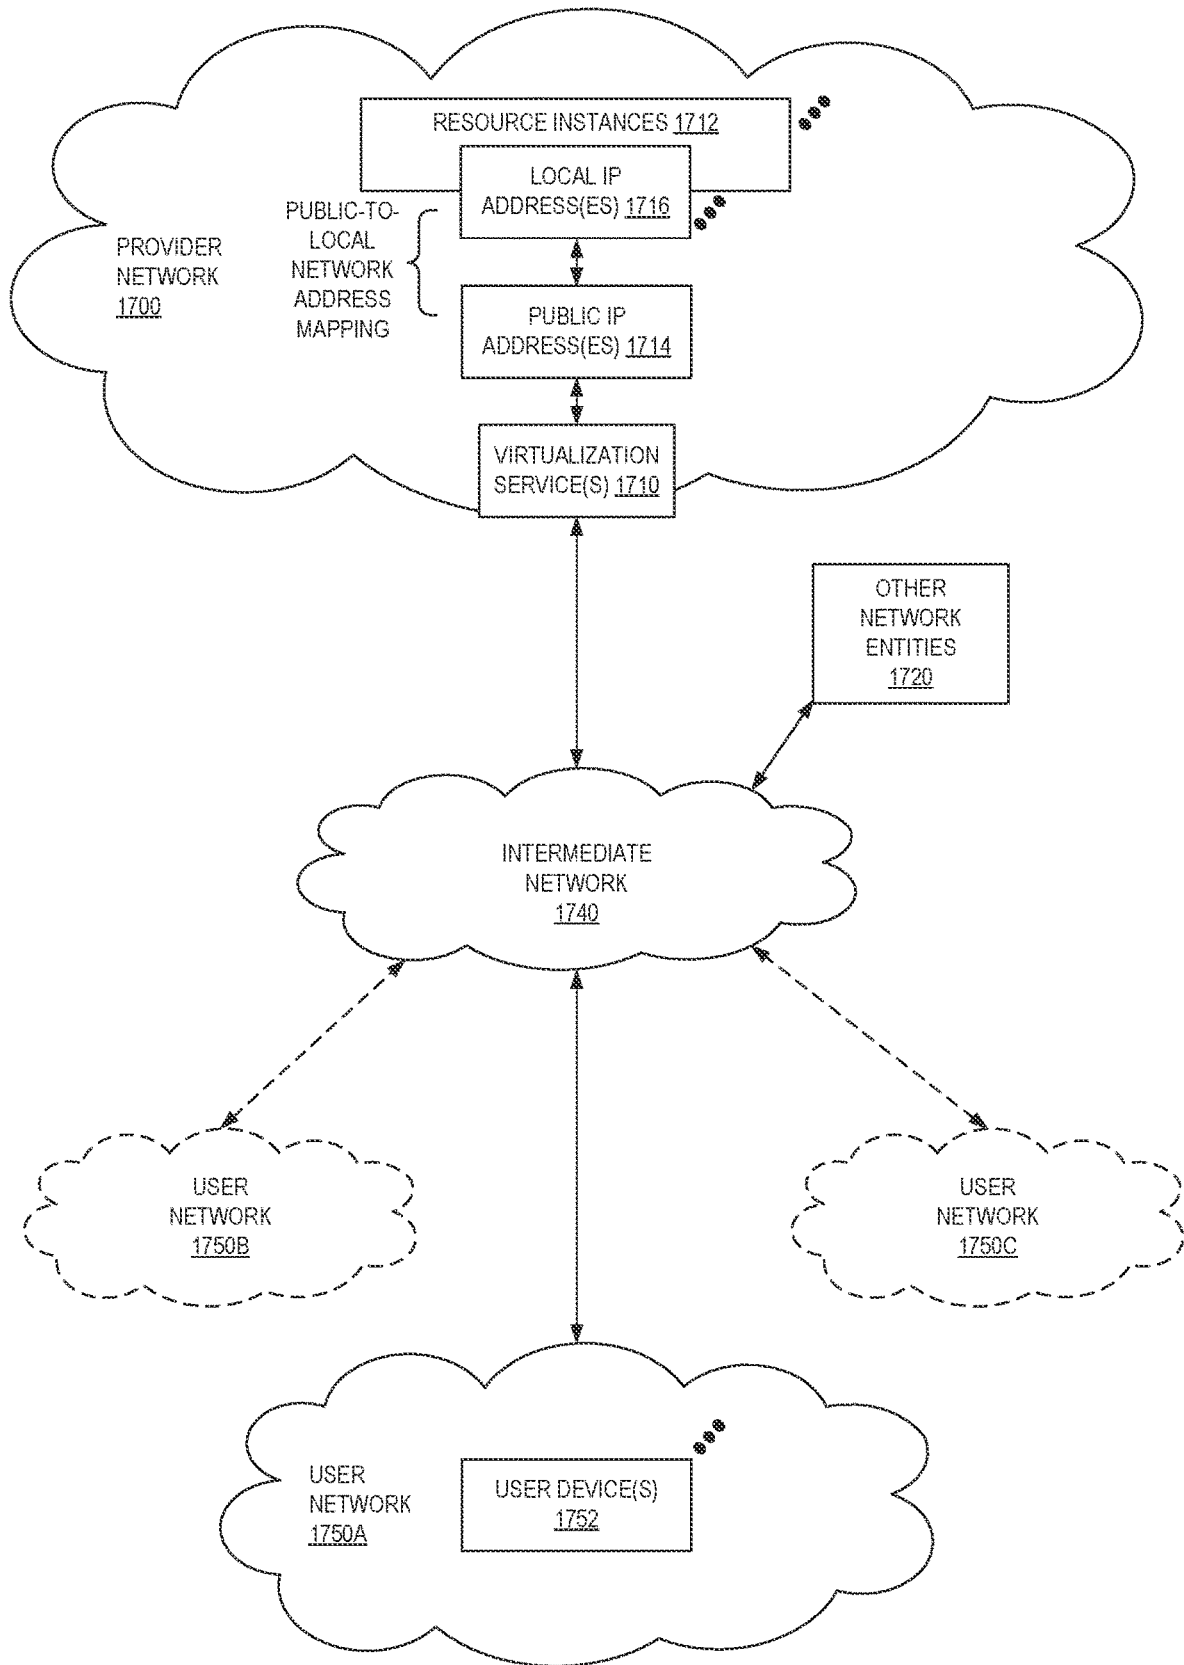 RESOURCE INSTANCES 1712
LOCAL IP
ADDRESS(ES) 1716
PUBLIC-TO-
LOCAL
NETWORK
ADDRESS
MAPPING
PROVIDER
NETWORK
1700
PUBLIC IP
ADDRESS(ES) 1714
VIRTUALIZATION
SERVICE(S) 1710
OTHER
NETWORK
ENTITIES
1720
INTERMEDIATE
NETWORK
1740
USER
NETWORK
1750B
USER
NETWORK
1750C
USER
NETWORK
1750A
USER DEVICE(S)
1752